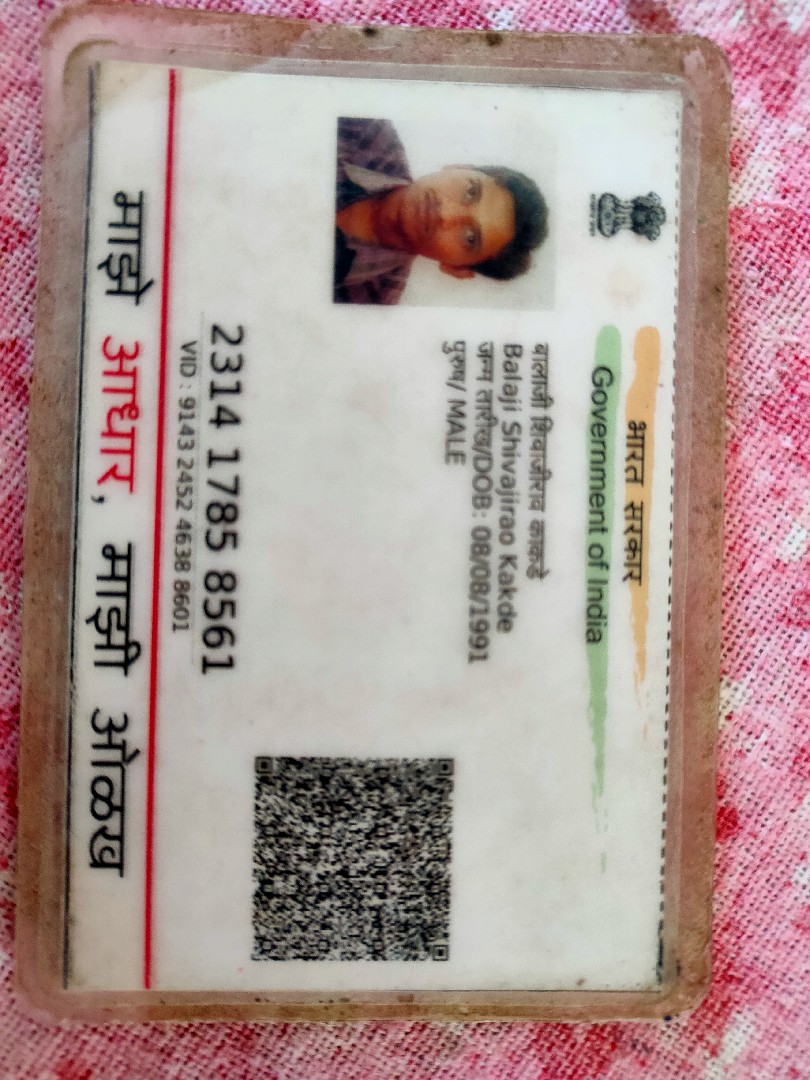 भारत सरकार
Government of India
बालाजी शिवाजीराव काकडे
Balaji Shivajirao Kakde
जन्म तारीख/DOB: 08/08/1991
पुरुष/ MALE
2314 1785 8561
VID : 9143 2452 4638 8601
माझे आधार, माझी ओळख